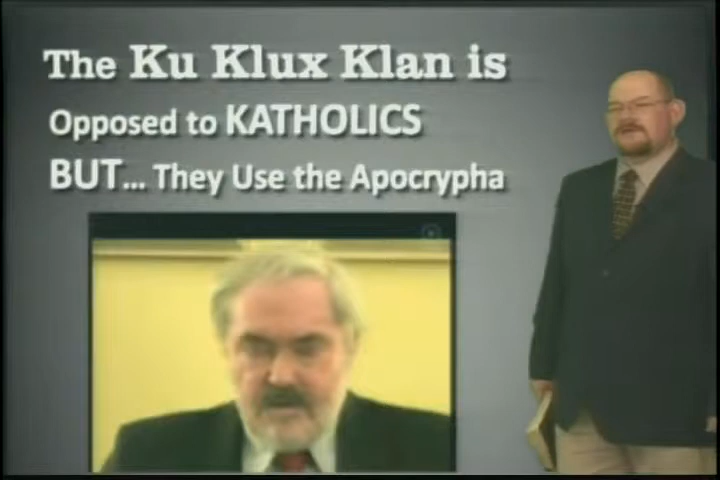 The Ku Klux Klan is
Opposed to KATHOLICS
BUT... They Use the Apocrypha